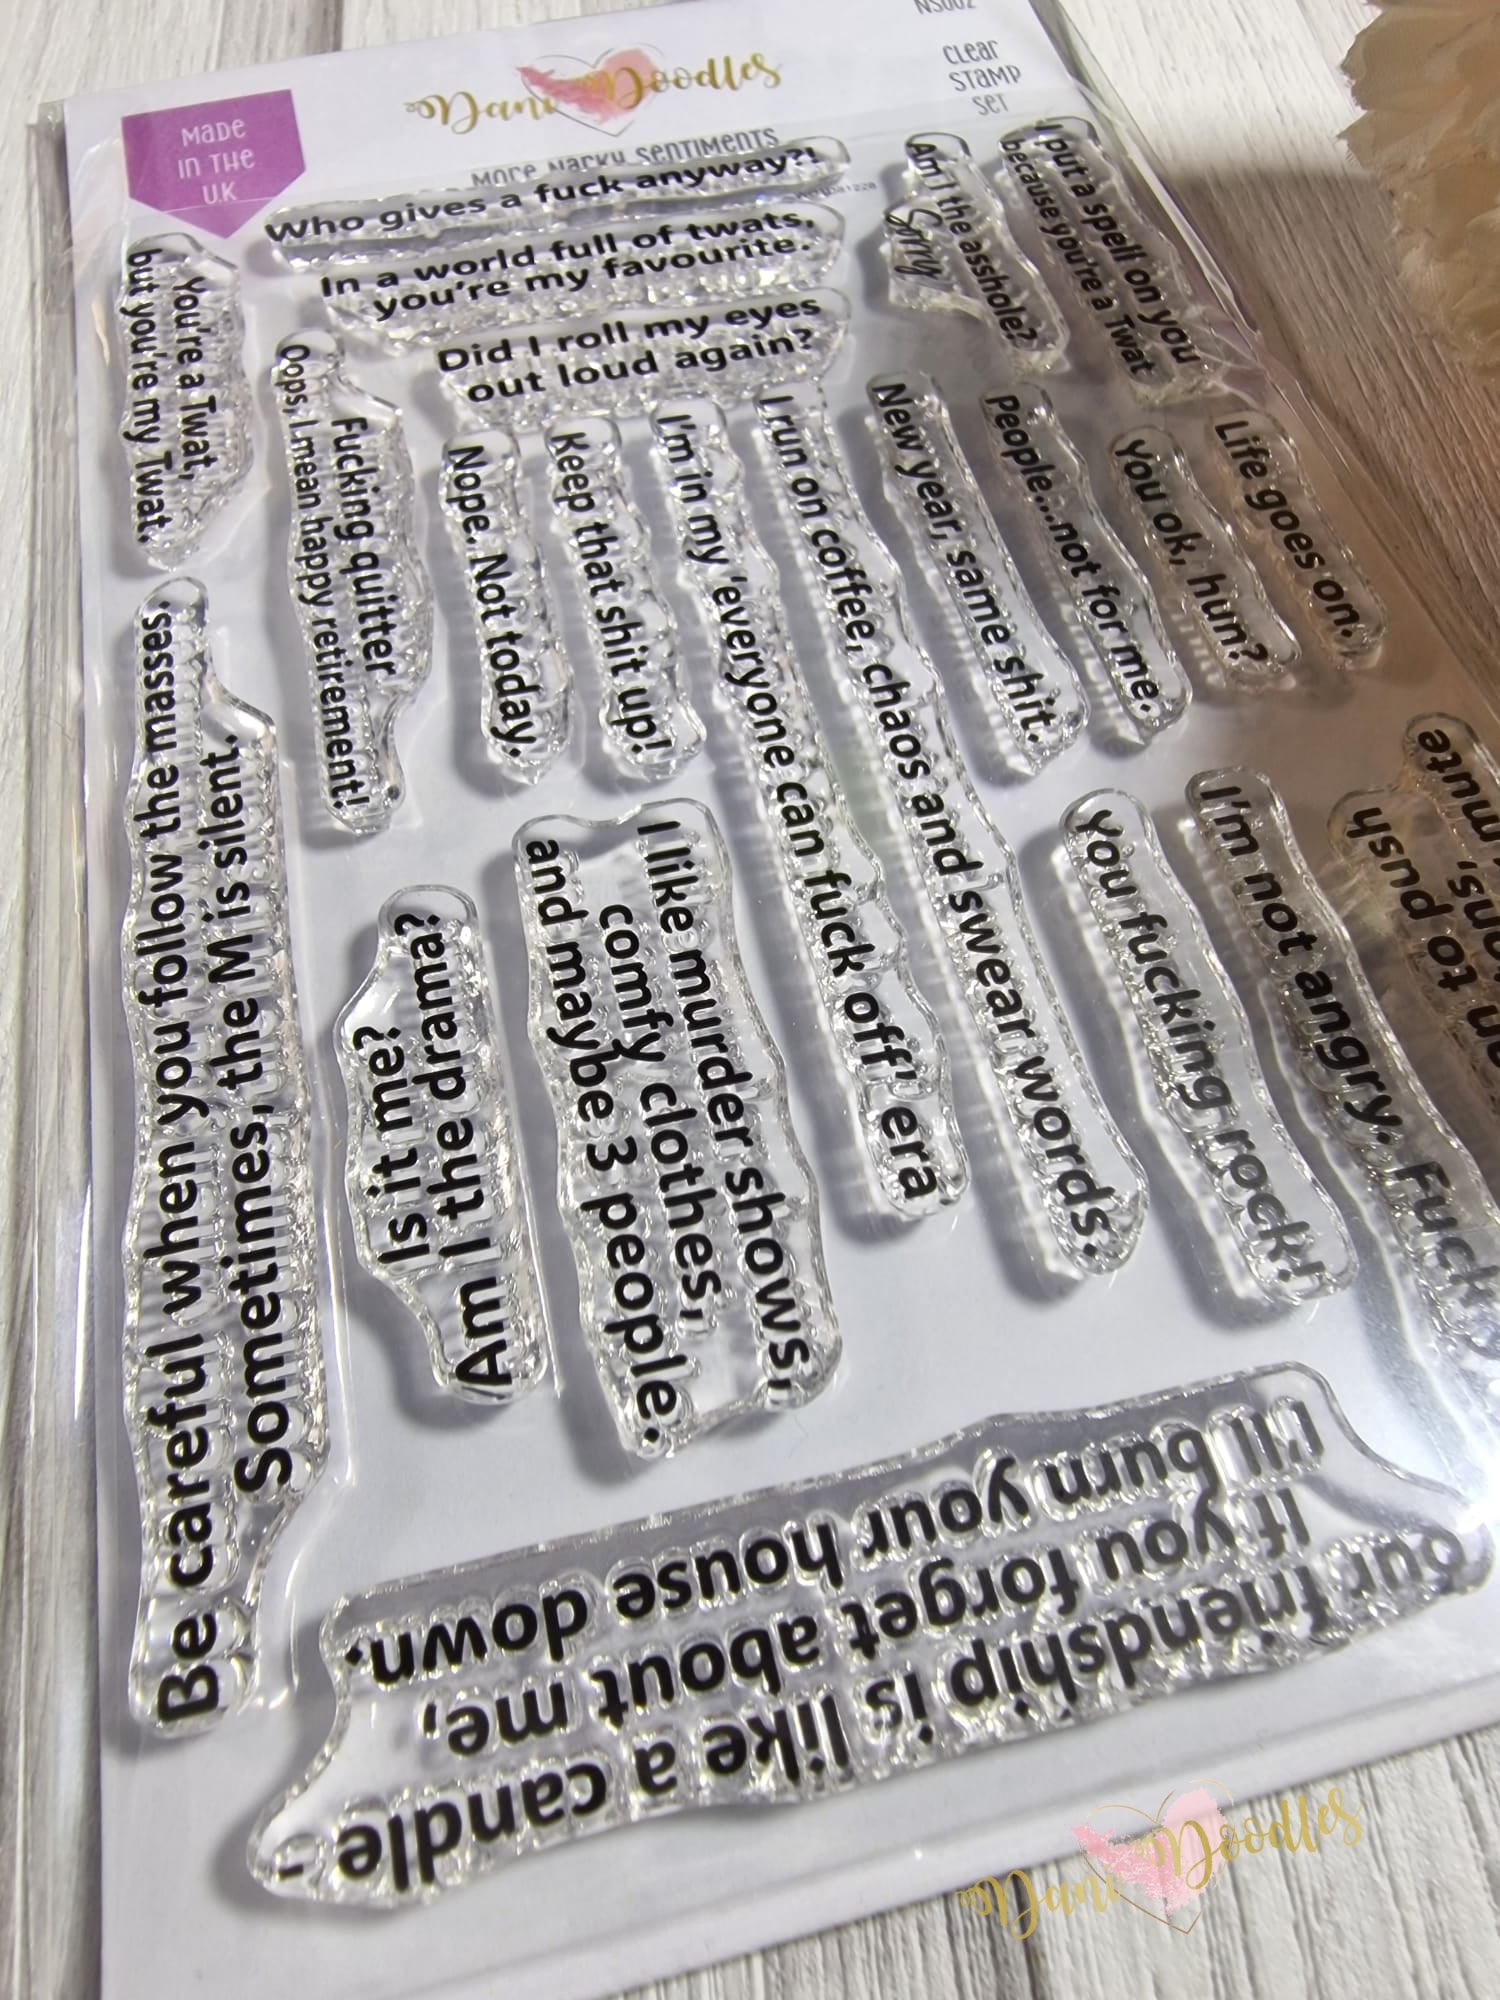 NS002
Dani Doodles
CLEAR
STAMP
SET
MADE
IN THE
U.K
MORE NARKY SENTIMENTS
Who gives a fuck anyway?!
In a world full of twats,
you're my favourite.
Did I roll my eyes
out loud again?
Am I the asshole?
Sorry
I put a spell on you
because you're a Twat
You're a Twat,
but you're my Twat.
Fucking quitter
Oops, I mean happy retirement!
Nope. Not today.
Keep that shit up!
I'm in my 'everyone can fuck off' era
I run on coffee, chaos and swear words.
New year, same shit.
People...not for me.
You ok, hun?
Life goes on.
Be careful when you follow the masses.
Sometimes, the M is silent.
Is it me?
Am I the drama?
I like murder shows,
comfy clothes,
and maybe 3 people.
You fucking rock!
I'm not angry. Fuck
to push
mute
Our friendship is like a candle -
If you forget about me,
I'll burn your house down.
Dani Doodles